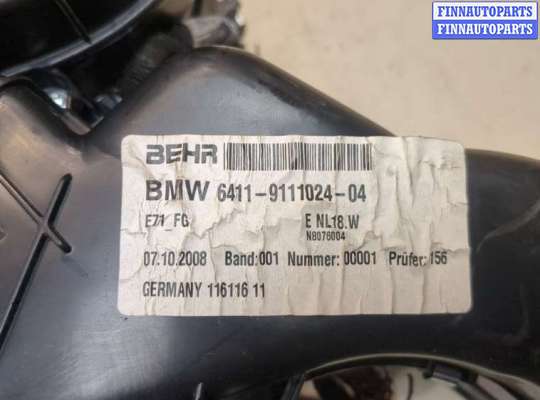 FINNAUTOPARTS
FINNAUTOPARTS
BEHR
BMW 6411-9111024-04
E71_FG E NL18.W
N8076004
07.10.2008 Band:001 Nummer: 00001 Prüfer: 156
GERMANY 116116 11